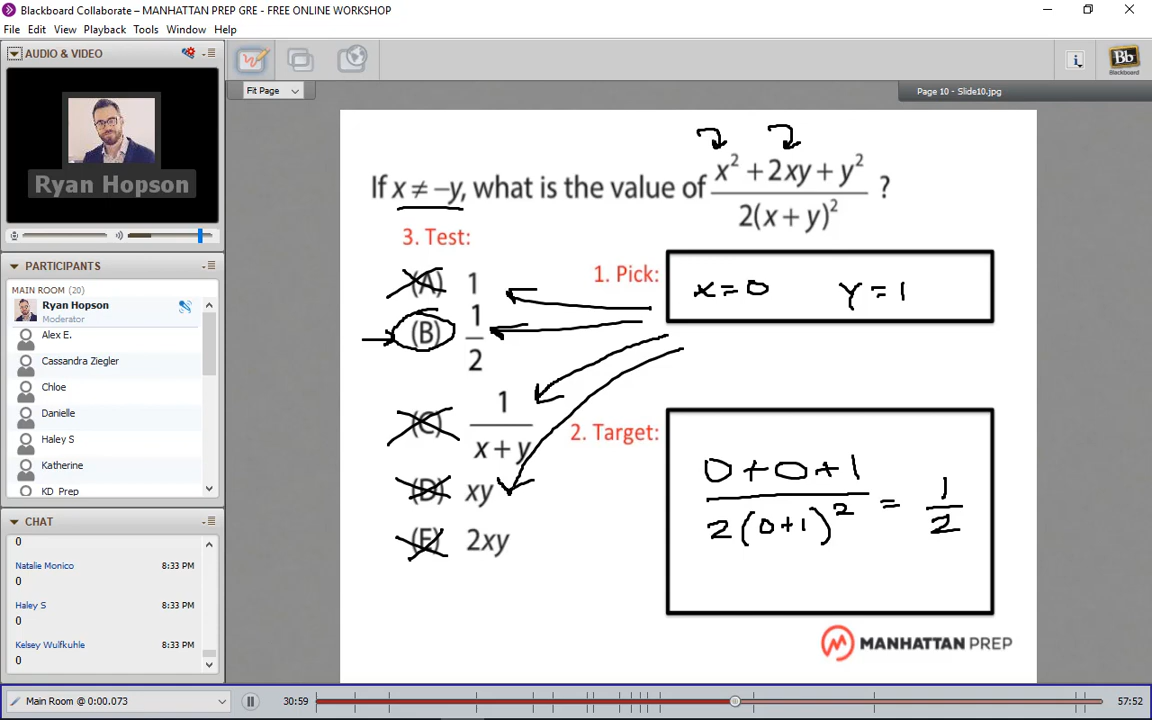 Blackboard Collaborate – MANHATTAN PREP GRE - FREE ONLINE WORKSHOP
File Edit View Playback Tools Window Help
AUDIO & VIDEO
Ryan Hopson
PARTICIPANTS
MAIN ROOM (20)
Ryan Hopson
Moderator
Alex E.
Cassandra Ziegler
Chloe
Danielle
Haley S
Katherine
KD Prep
CHAT
0
Natalie Monico 8:33 PM
0
Haley S 8:33 PM
0
Kelsey Wulfkuhle 8:33 PM
0
Main Room @ 0:00.073
30:59
57:52
Fit Page
i
Bb
Blackboard
Page 10 - Slide10.jpg
If x ≠ −y, what is the value of (x² + 2xy + y²) / 2(x + y)² ?
3. Test:
1. Pick:
x = 0 y = 1
(A) 1
(B) 1/2
(C) 1/(x + y)
2. Target:
(0 + 0 + 1) / 2(0+1)² = 1/2
(D) xy
(E) 2xy
MANHATTAN PREP